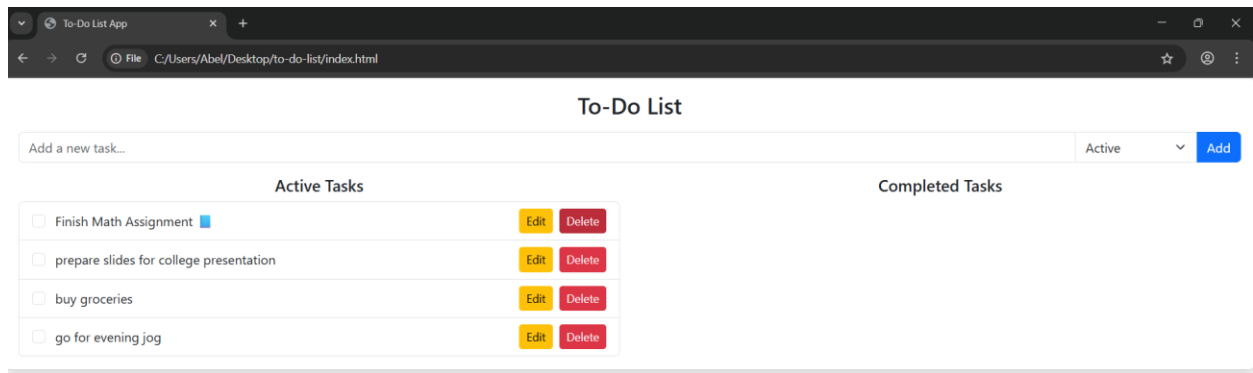 To-Do List App
File C:/Users/Abel/Desktop/to-do-list/index.html
To-Do List
Add a new task... Active Add
Active Tasks
Finish Math Assignment 📘 Edit Delete
prepare slides for college presentation Edit Delete
buy groceries Edit Delete
go for evening jog Edit Delete
Completed Tasks